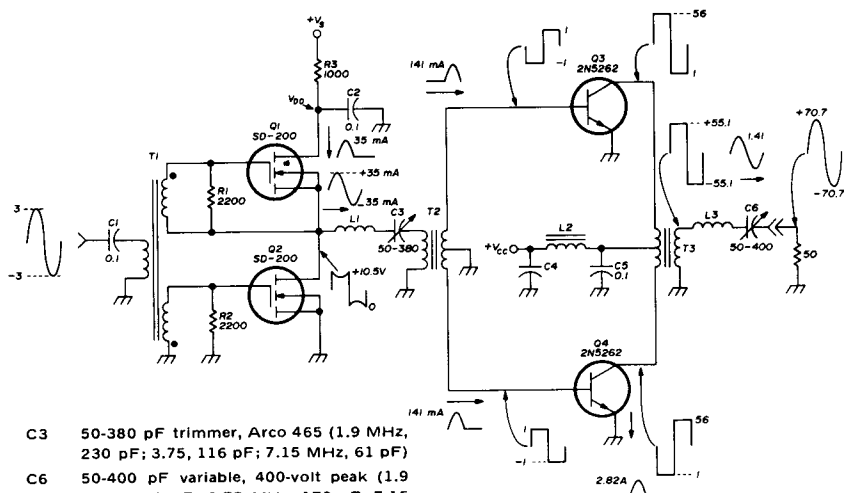 +Vs
R3
1000
VDD
C2
0.1
Q1
SD-200
35 mA
+35 mA
-35 mA
T1
R1
2200
C1
0.1
3
-3
L1
C3
50-380
T2
Q2
SD-200
+10.5V
0
R2
2200
141 mA
1
-1
Q3
2N5262
56
1
+55.1
-55.1
1.41
+70.7
-70.7
L3
C6
50-400
T3
50
+VCC
L2
C4
C5
0.1
Q4
2N5262
141 mA
1
-1
56
1
2.82A
C3 50-380 pF trimmer, Arco 465 (1.9 MHz,
230 pF; 3.75, 116 pF; 7.15 MHz, 61 pF)
C6 50-400 pF variable, 400-volt peak (1.9